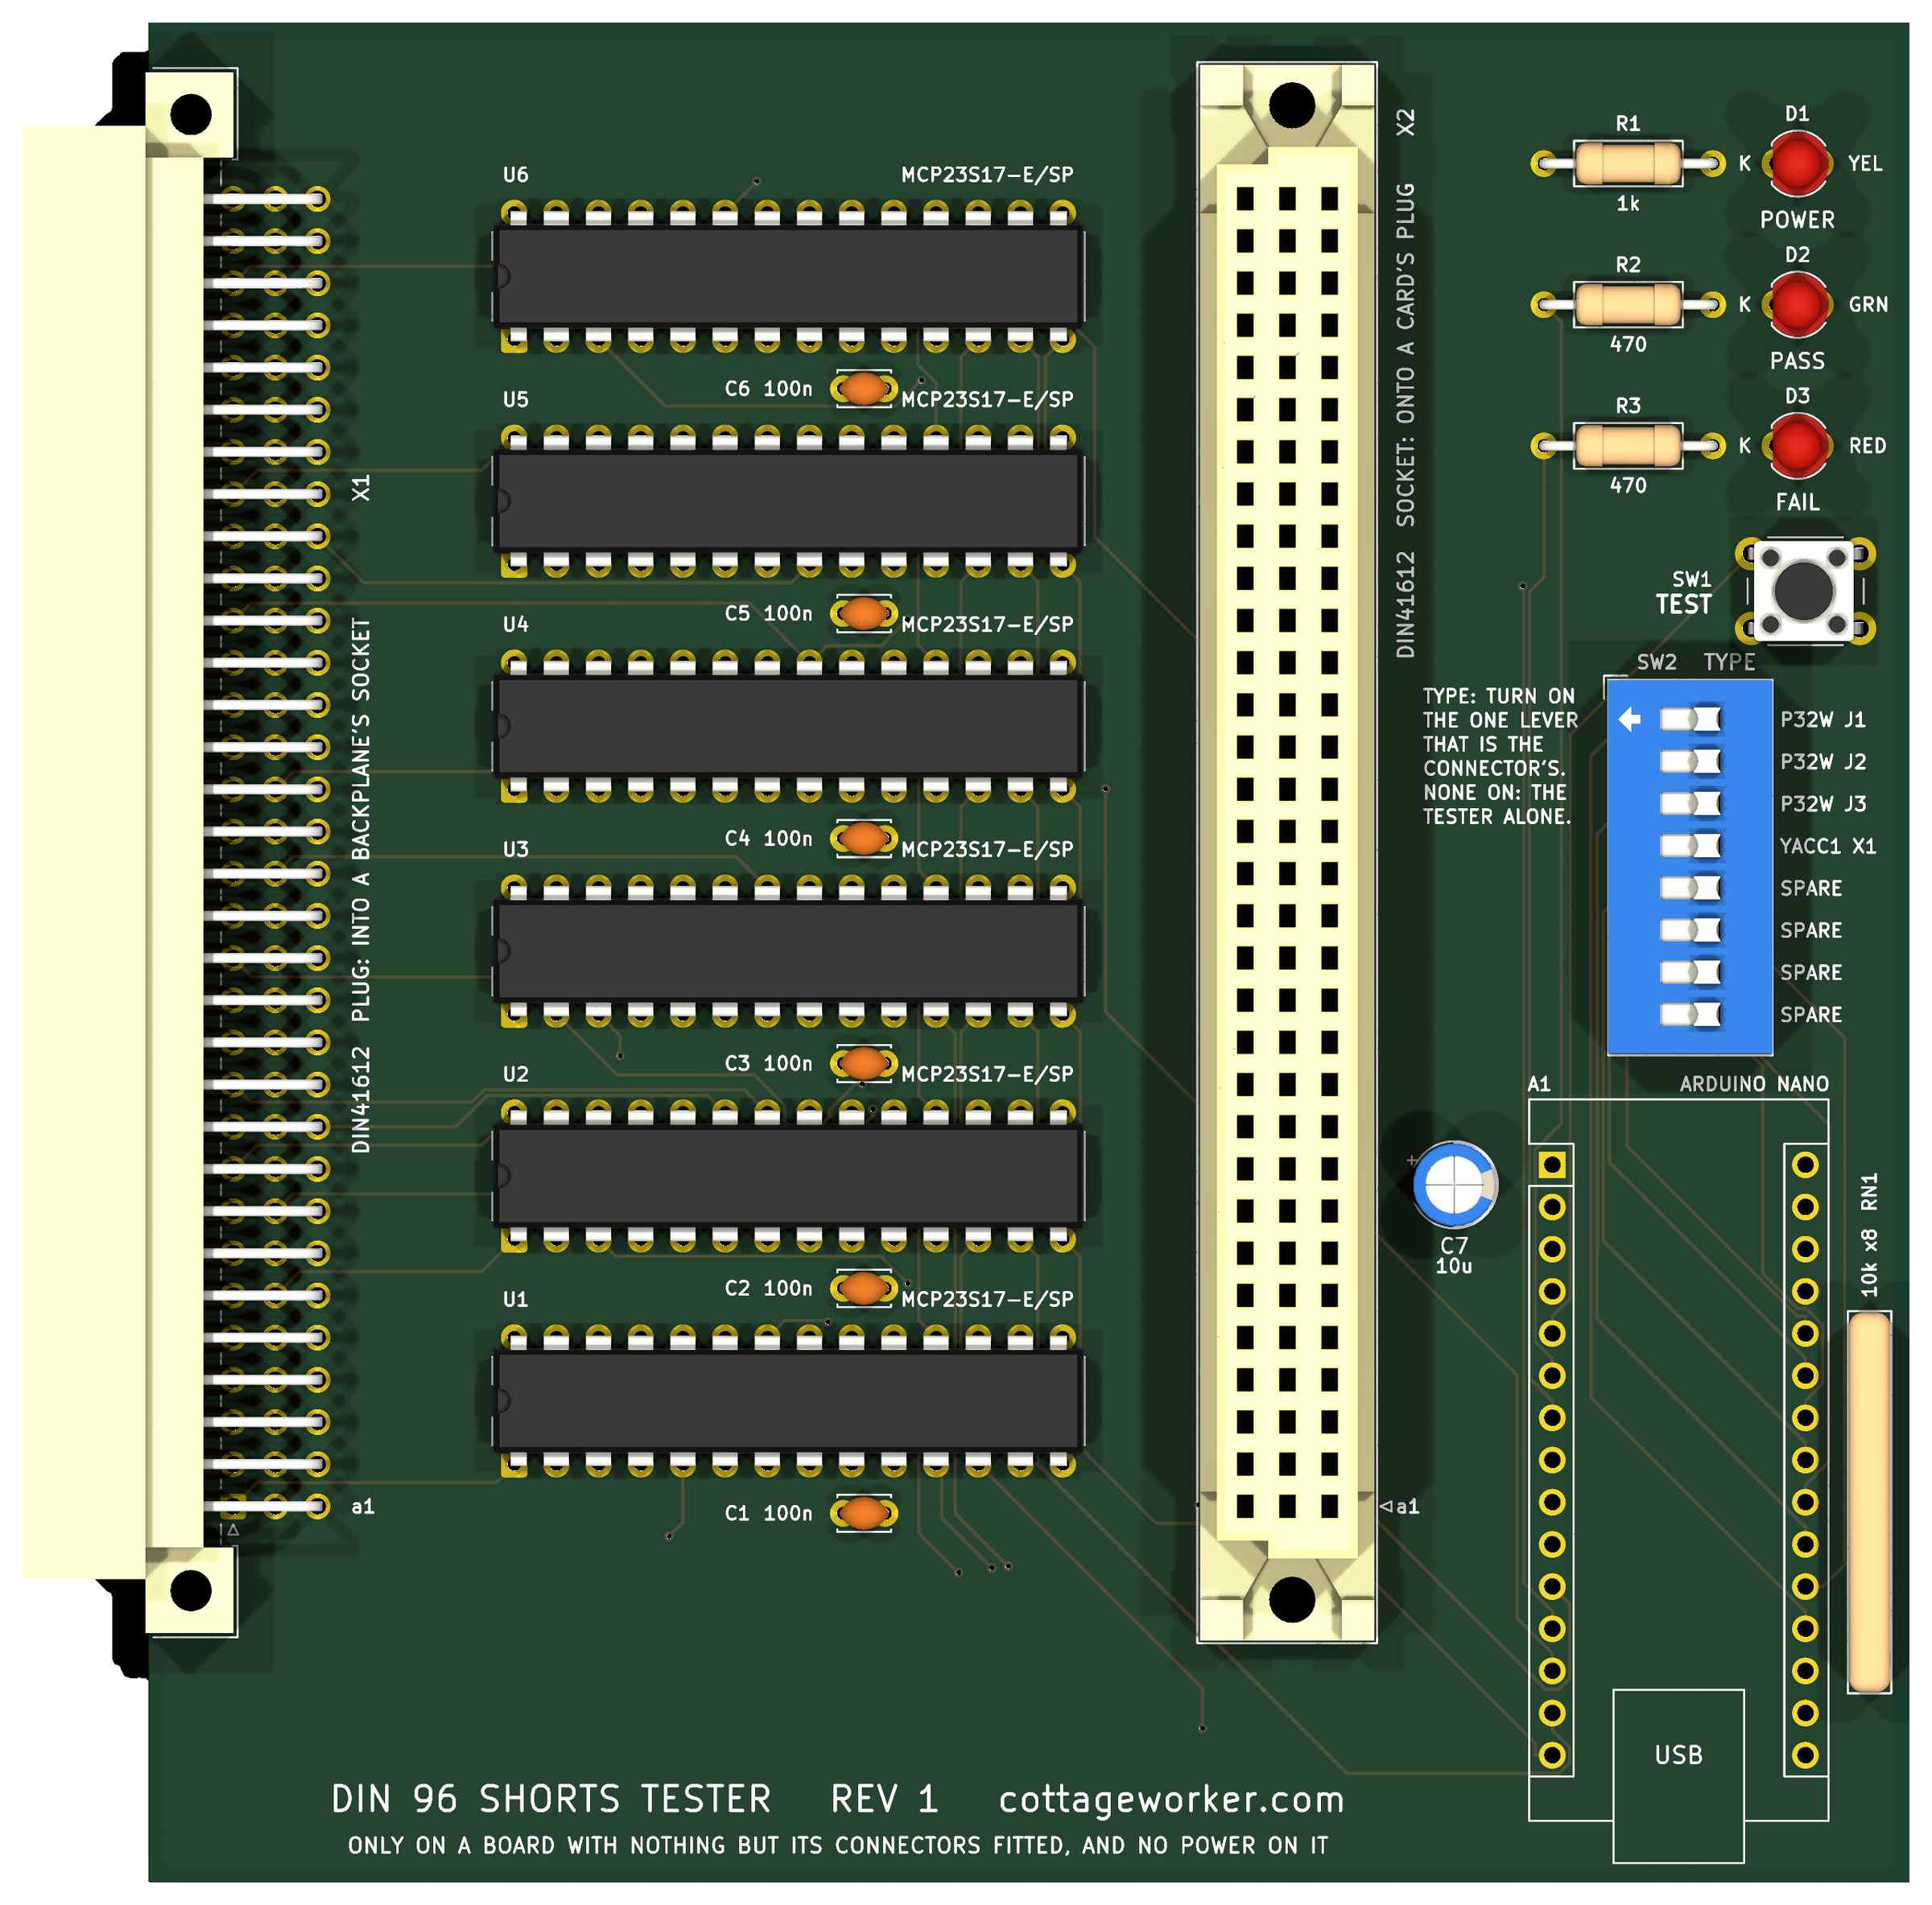 U6 MCP23S17-E/SP
C6 100n
U5 MCP23S17-E/SP
C5 100n
U4 MCP23S17-E/SP
C4 100n
U3 MCP23S17-E/SP
C3 100n
U2 MCP23S17-E/SP
C2 100n
U1 MCP23S17-E/SP
C1 100n
DIN41612 PLUG: INTO A BACKPLANE'S SOCKET X1
a1
DIN41612 SOCKET: ONTO A CARD'S PLUG X2
a1
R1
1k
D1
K YEL
POWER
R2
470
D2
K GRN
PASS
R3
470
D3
K RED
FAIL
SW1
TEST
SW2 TYPE
TYPE: TURN ON
THE ONE LEVER
THAT IS THE
CONNECTOR'S.
NONE ON: THE
TESTER ALONE.
P32W J1
P32W J2
P32W J3
YACC1 X1
SPARE
SPARE
SPARE
SPARE
A1 ARDUINO NANO
+
C7
10u
10k x8 RN1
USB
DIN 96 SHORTS TESTER REV 1 cottageworker.com
ONLY ON A BOARD WITH NOTHING BUT ITS CONNECTORS FITTED, AND NO POWER ON IT